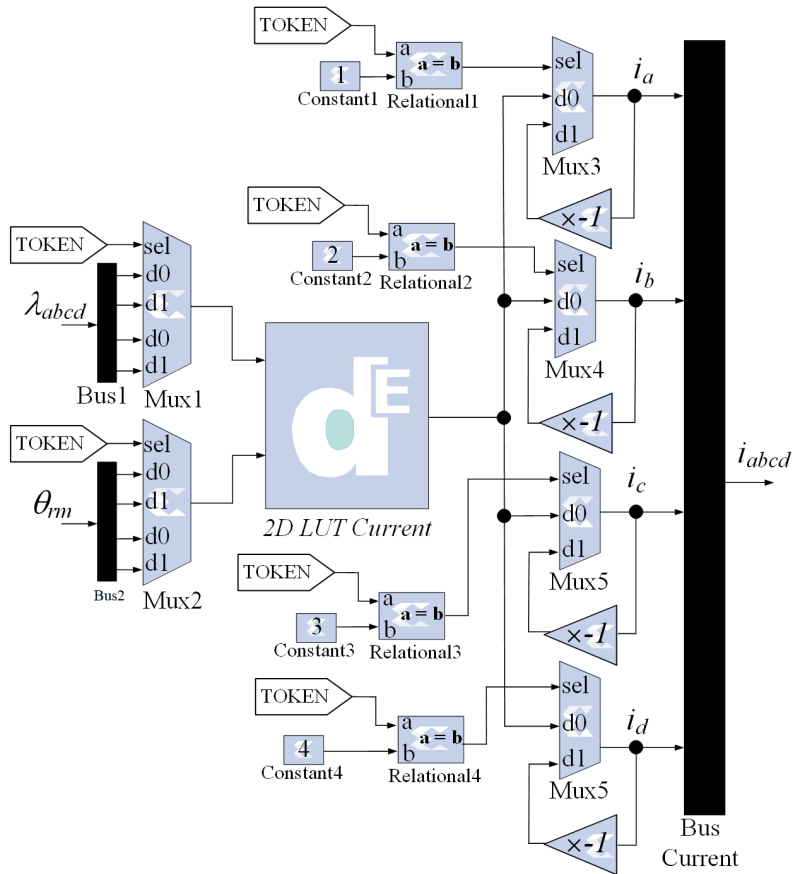 TOKEN
a
a = b
b
1
Constant1
Relational1
sel
d0
d1
Mux3
i_a
×-1
TOKEN
a
a = b
b
2
Constant2
Relational2
sel
d0
d1
Mux4
i_b
×-1
TOKEN
sel
d0
d1
d0
d1
λ_abcd
Bus1
Mux1
TOKEN
sel
d0
d1
d0
d1
θ_rm
Bus2
Mux2
d
E
2D LUT Current
TOKEN
a
a = b
b
3
Constant3
Relational3
sel
d0
d1
Mux5
i_c
×-1
TOKEN
a
a = b
b
4
Constant4
Relational4
sel
d0
d1
Mux5
i_d
×-1
i_abcd
Bus
Current